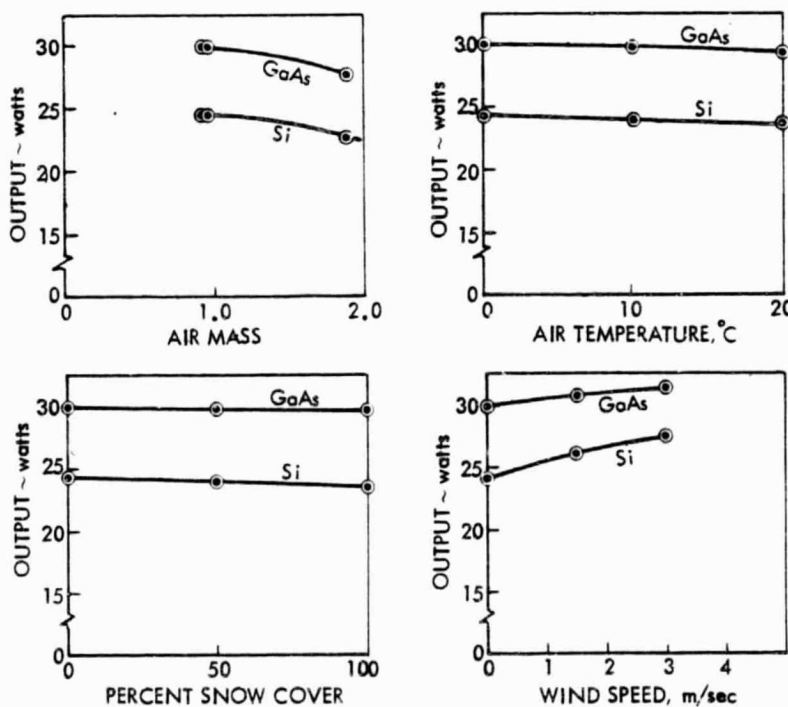 OUTPUT ~ watts
30
25
20
15
0
GaAs
Si
0
1.0
2.0
AIR MASS
OUTPUT ~ watts
30
25
20
15
0
GaAs
Si
0
10
20
AIR TEMPERATURE, °C
OUTPUT ~ watts
30
25
20
15
0
GaAs
Si
0
50
100
PERCENT SNOW COVER
OUTPUT ~ watts
30
25
20
15
0
GaAs
Si
0
1
2
3
4
WIND SPEED, m/sec